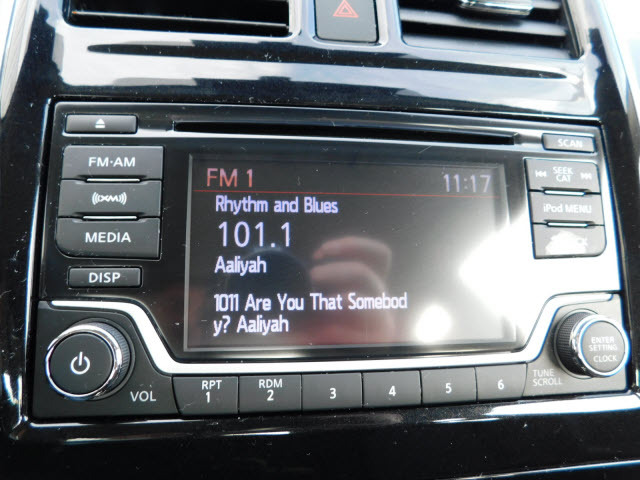 SCAN
FM·AM
SEEK
CAT
XM
iPod MENU
MEDIA
DISP
FM 1 11:17
Rhythm and Blues
101.1
Aaliyah
1011 Are You That Somebod
y? Aaliyah
VOL
RPT
1
RDM
2
3
4
5
6
TUNE
SCROLL
ENTER
SETTING
CLOCK